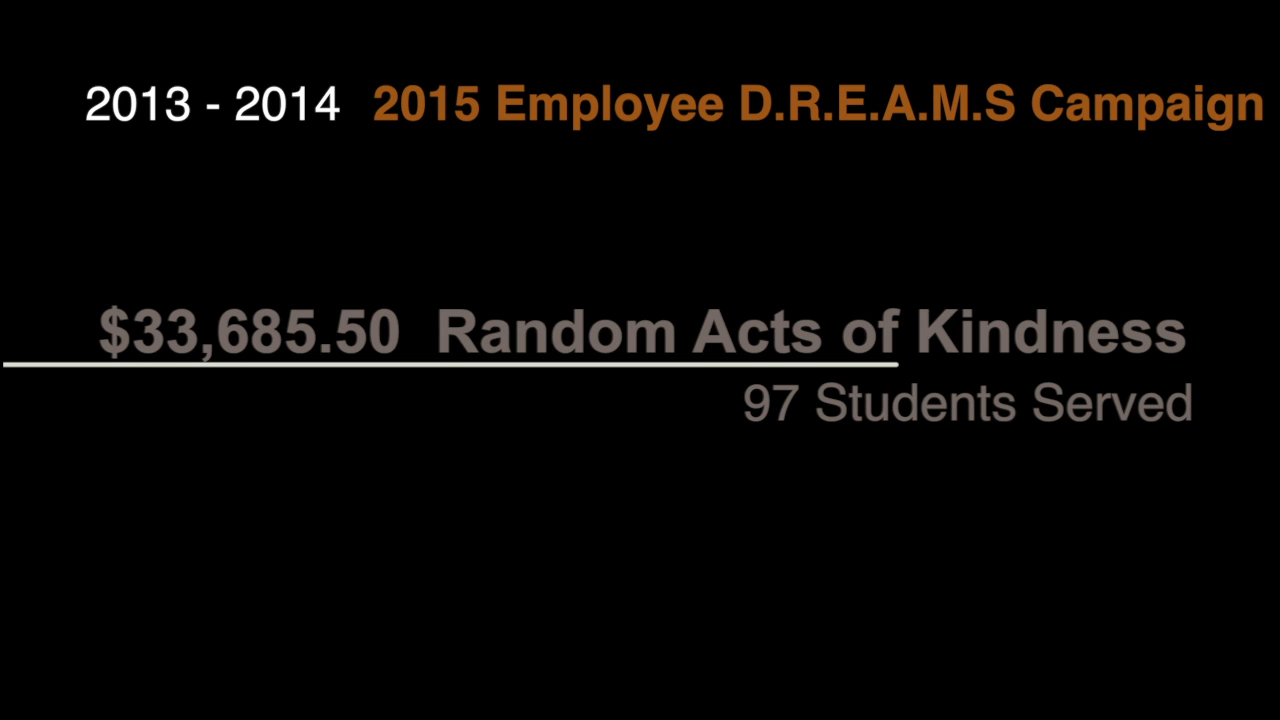 2013 - 2014 2015 Employee D.R.E.A.M.S Campaign
$33,685.50 Random Acts of Kindness
97 Students Served